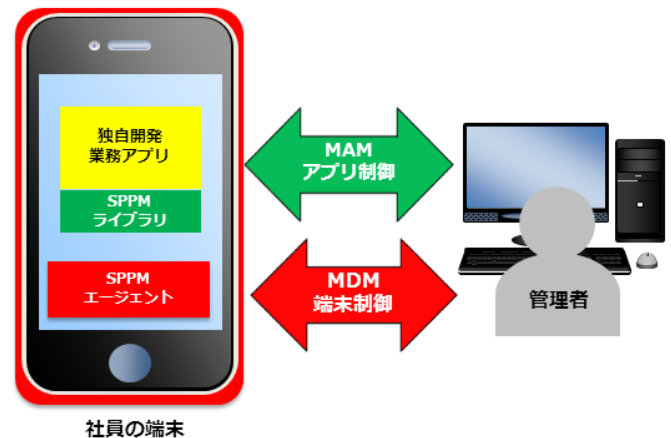 独自開発
業務アプリ
SPPM
ライブラリ
SPPM
エージェント
MAM
アプリ制御
MDM
端末制御
管理者
社員の端末